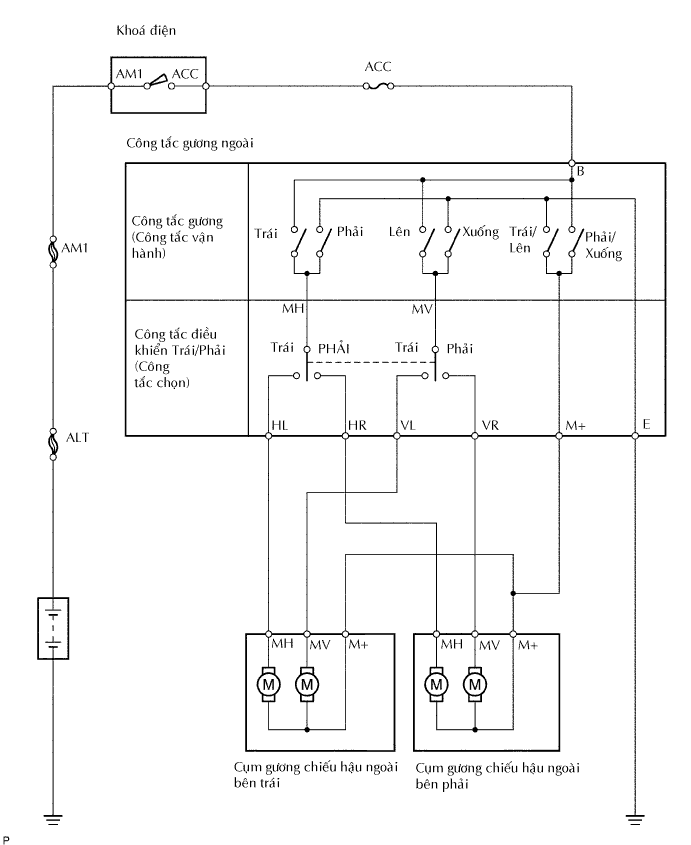 Khoá điện
AM1 ACC
ACC
Công tắc gương ngoài
B
Công tắc gương
(Công tắc vận
hành)
Trái Phải Lên Xuống Trái/
Lên Phải/
Xuống
AM1
MH MV
Công tắc điều
khiển Trái/Phải
(Công
tắc chọn)
Trái PHẢI Trái Phải
HL HR VL VR M+ E
ALT
MH MV M+ MH MV M+
M M M M
Cụm gương chiếu hậu ngoài
bên trái
Cụm gương chiếu hậu ngoài
bên phải
P